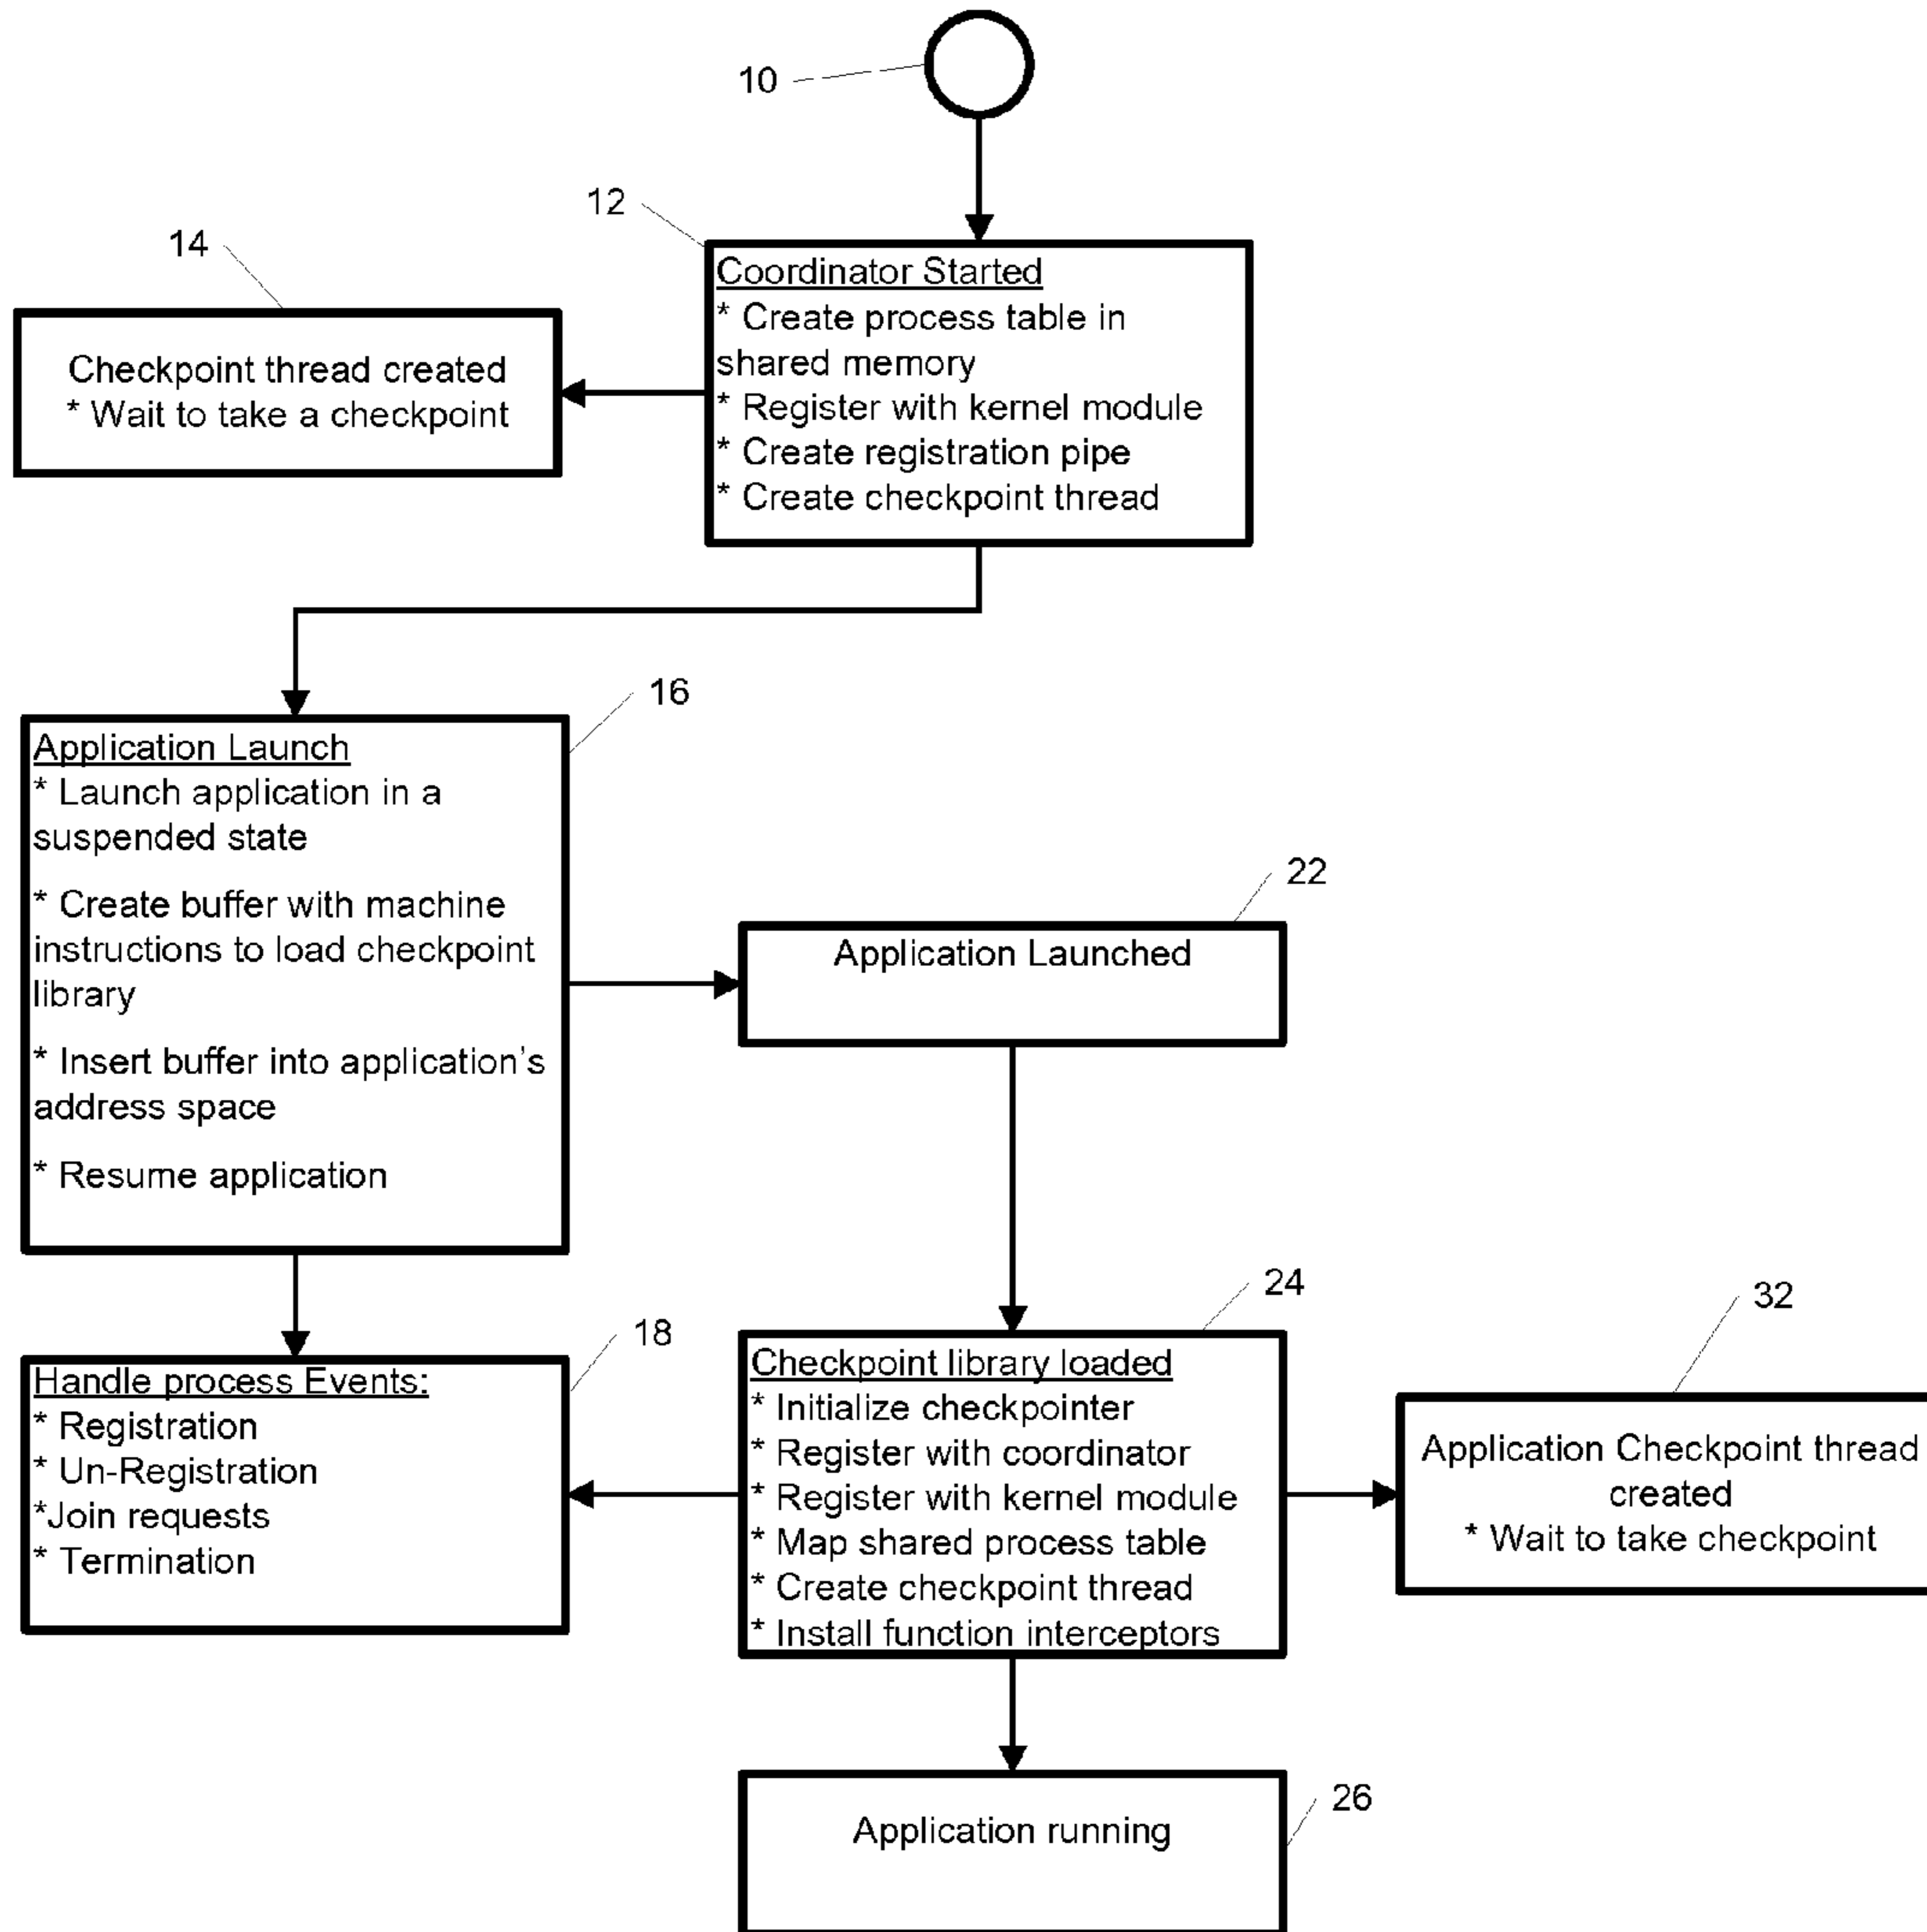 10
12
14
Coordinator Started
* Create process table in
shared memory
* Register with kernel module
* Create registration pipe
* Create checkpoint thread
Checkpoint thread created
* Wait to take a checkpoint
16
Application Launch
* Launch application in a
suspended state
* Create buffer with machine
instructions to load checkpoint
library
* Insert buffer into application's
address space
* Resume application
22
Application Launched
18
Handle process Events:
* Registration
* Un-Registration
*Join requests
* Termination
24
Checkpoint library loaded
* Initialize checkpointer
* Register with coordinator
* Register with kernel module
* Map shared process table
* Create checkpoint thread
* Install function interceptors
32
Application Checkpoint thread
created
* Wait to take checkpoint
26
Application running